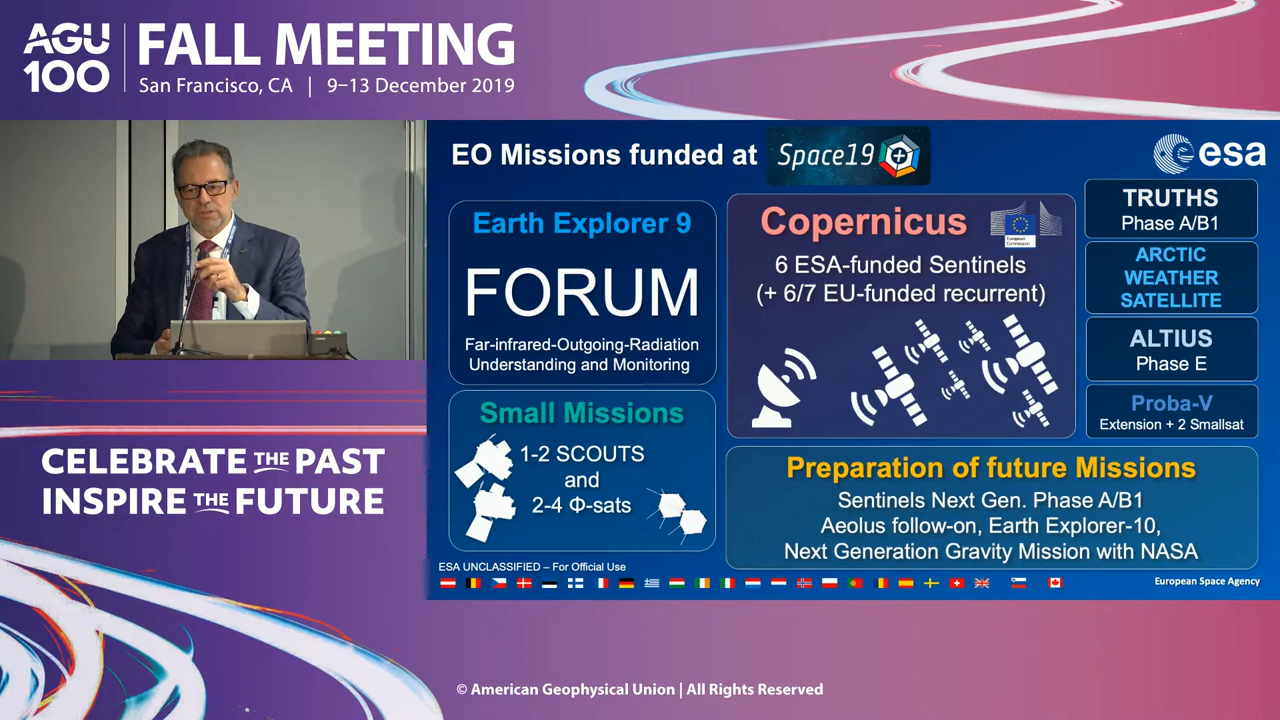 AGU
100
FALL MEETING
San Francisco, CA | 9–13 December 2019
EO Missions funded at Space19+
esa
Earth Explorer 9
FORUM
Far-infrared-Outgoing-Radiation
Understanding and Monitoring
Small Missions
1-2 SCOUTS
and
2-4 Φ-sats
Copernicus
European
Commission
6 ESA-funded Sentinels
(+ 6/7 EU-funded recurrent)
TRUTHS
Phase A/B1
ARCTIC
WEATHER
SATELLITE
ALTIUS
Phase E
Proba-V
Extension + 2 Smallsat
Preparation of future Missions
Sentinels Next Gen. Phase A/B1
Aeolus follow-on, Earth Explorer-10,
Next Generation Gravity Mission with NASA
ESA UNCLASSIFIED – For Official Use
European Space Agency
CELEBRATE THE PAST
INSPIRE THE FUTURE
© American Geophysical Union | All Rights Reserved